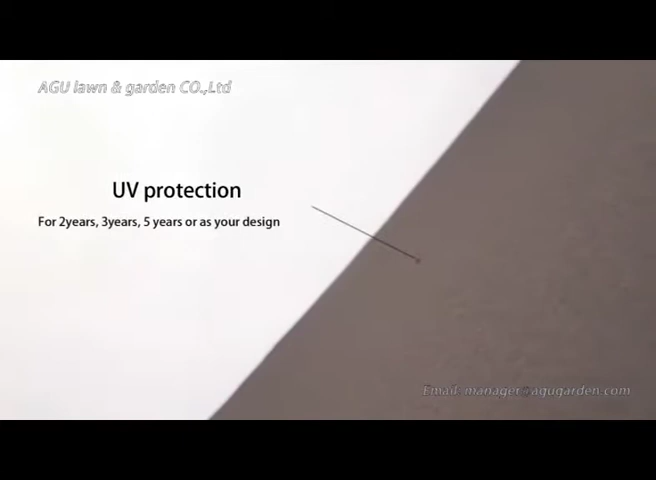 AGU lawn & garden CO.,Ltd
UV protection
For 2years, 3years, 5 years or as your design
Email: manager@agugarden.com